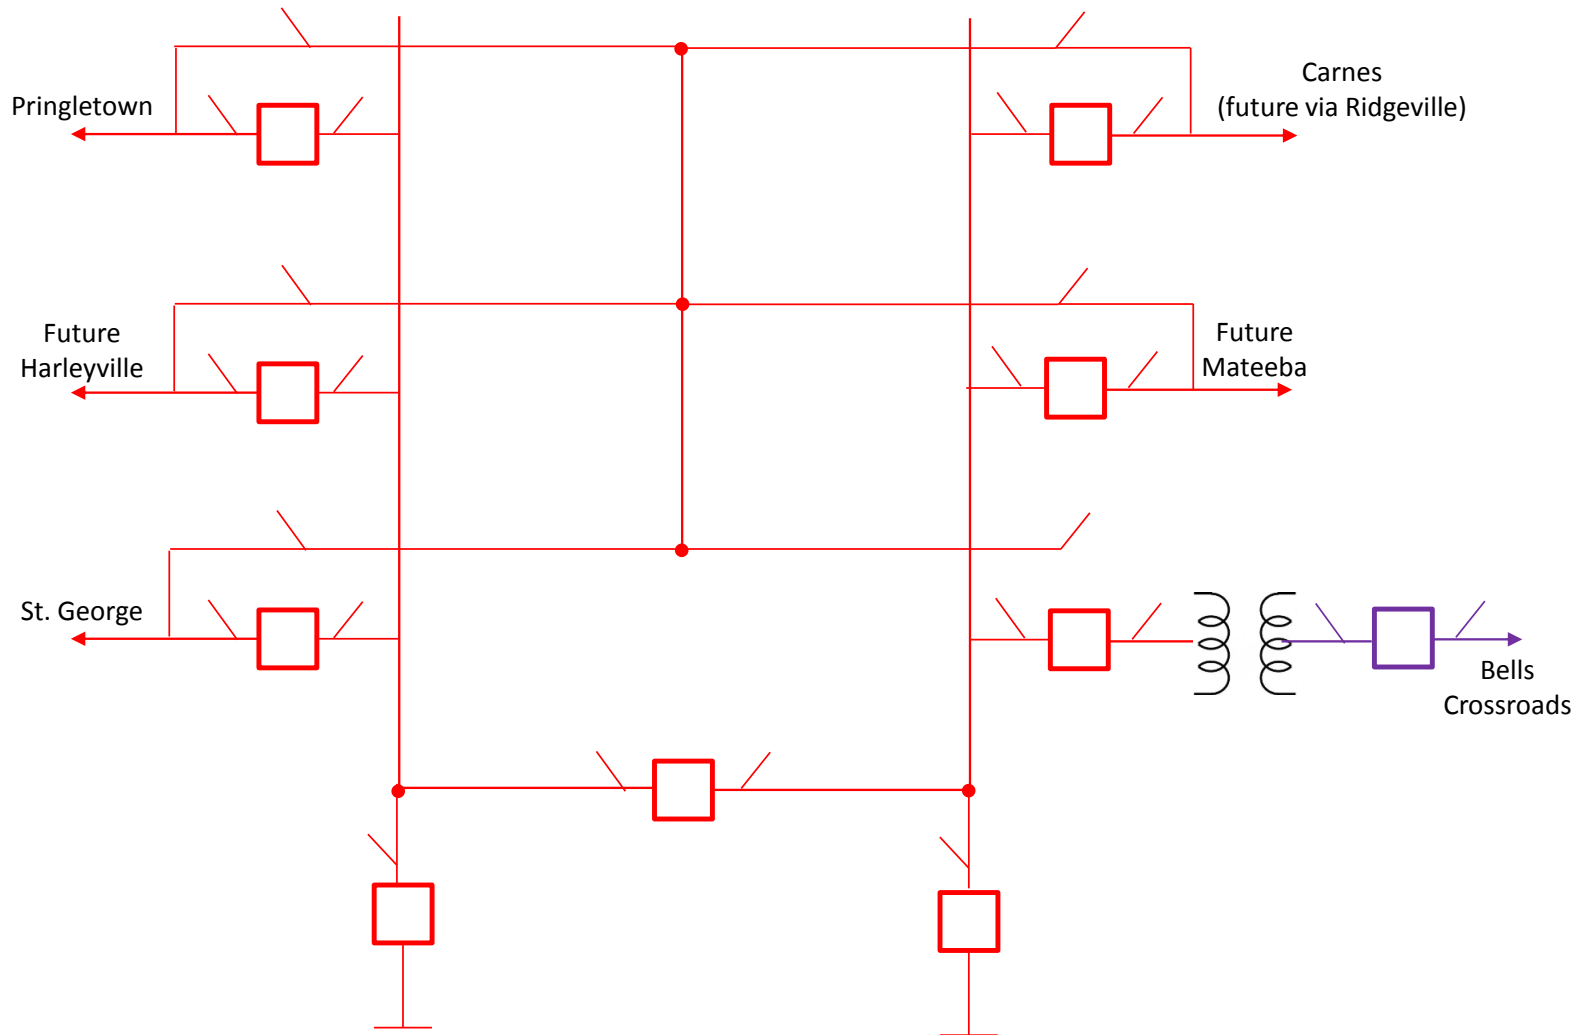 Pringletown
Carnes
(future via Ridgeville)
Future
Harleyville
Future
Mateeba
St. George
Bells
Crossroads